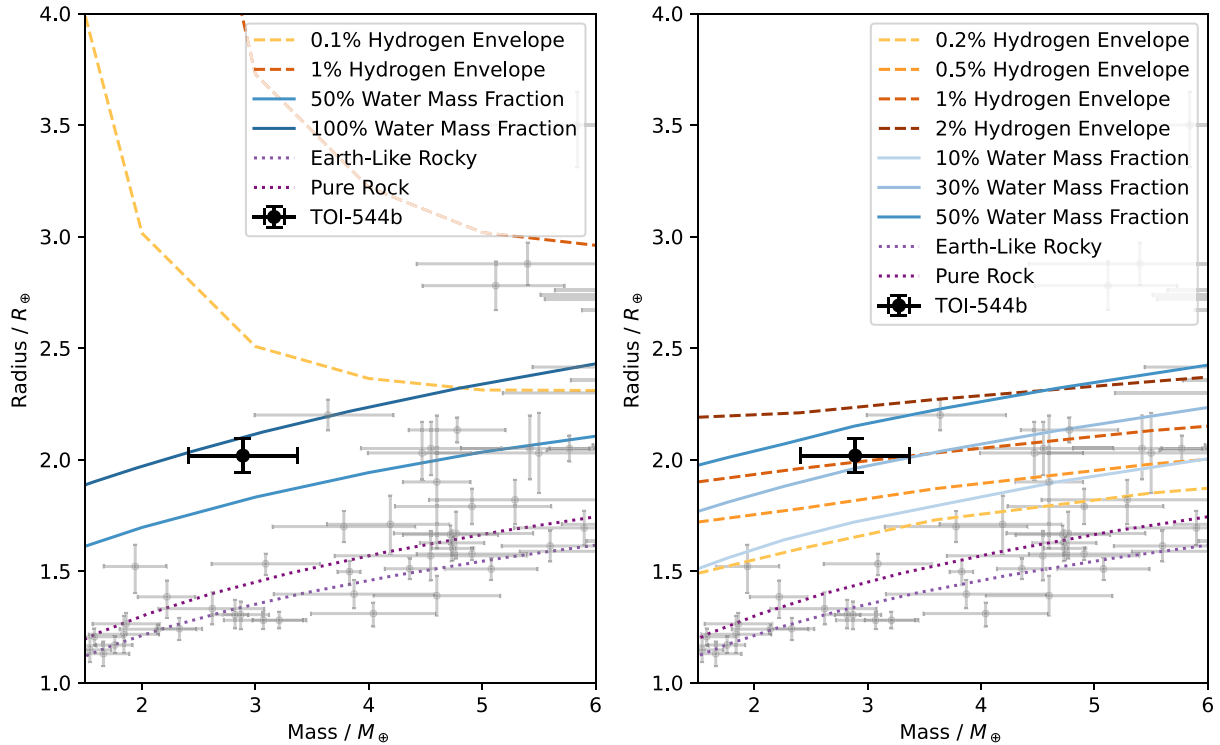 4.0
3.5
3.0
2.5
2.0
1.5
1.0
Radius / R⊕
2
3
4
5
6
Mass / M⊕
0.1% Hydrogen Envelope
1% Hydrogen Envelope
50% Water Mass Fraction
100% Water Mass Fraction
Earth-Like Rocky
Pure Rock
TOI-544b
4.0
3.5
3.0
2.5
2.0
1.5
1.0
Radius / R⊕
2
3
4
5
6
Mass / M⊕
0.2% Hydrogen Envelope
0.5% Hydrogen Envelope
1% Hydrogen Envelope
2% Hydrogen Envelope
10% Water Mass Fraction
30% Water Mass Fraction
50% Water Mass Fraction
Earth-Like Rocky
Pure Rock
TOI-544b